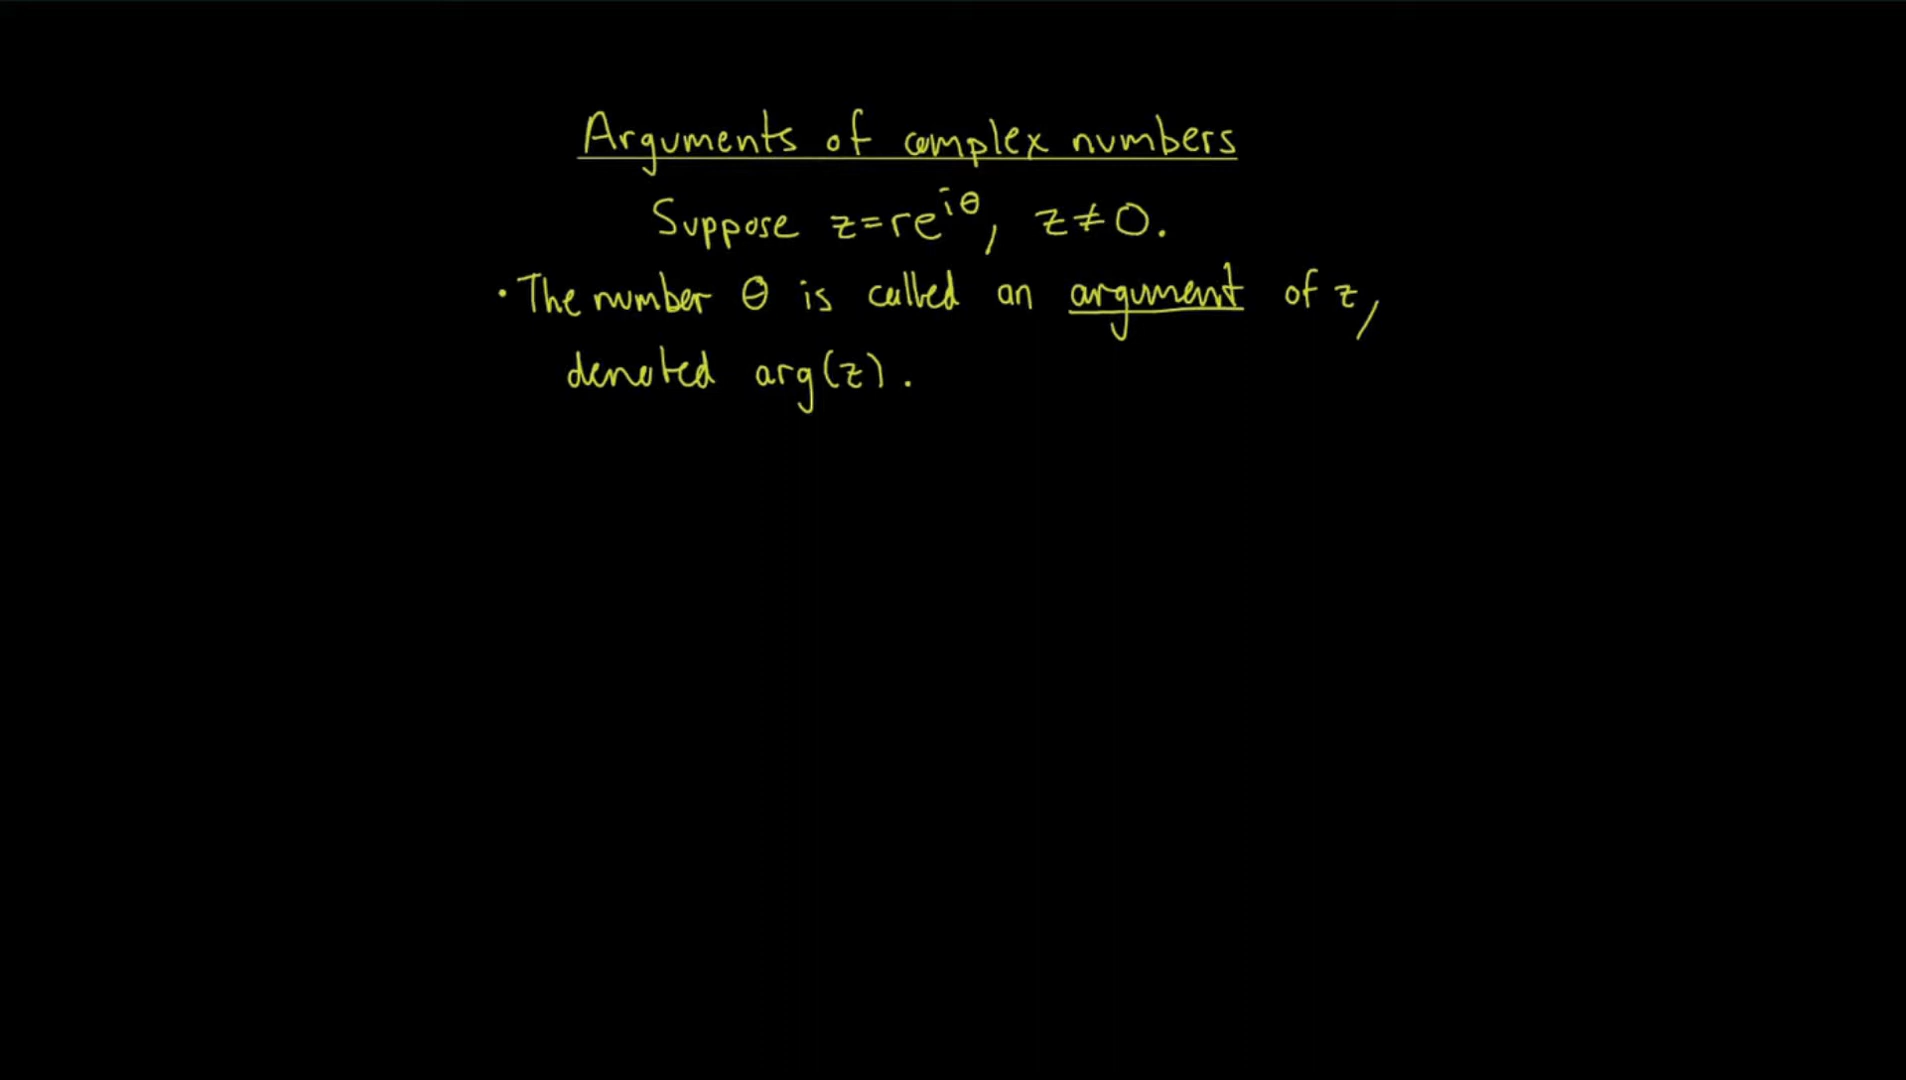 Arguments of complex numbers
Suppose z=re^{iθ}, z≠0.
• The number θ is called an argument of z,
denoted arg(z).